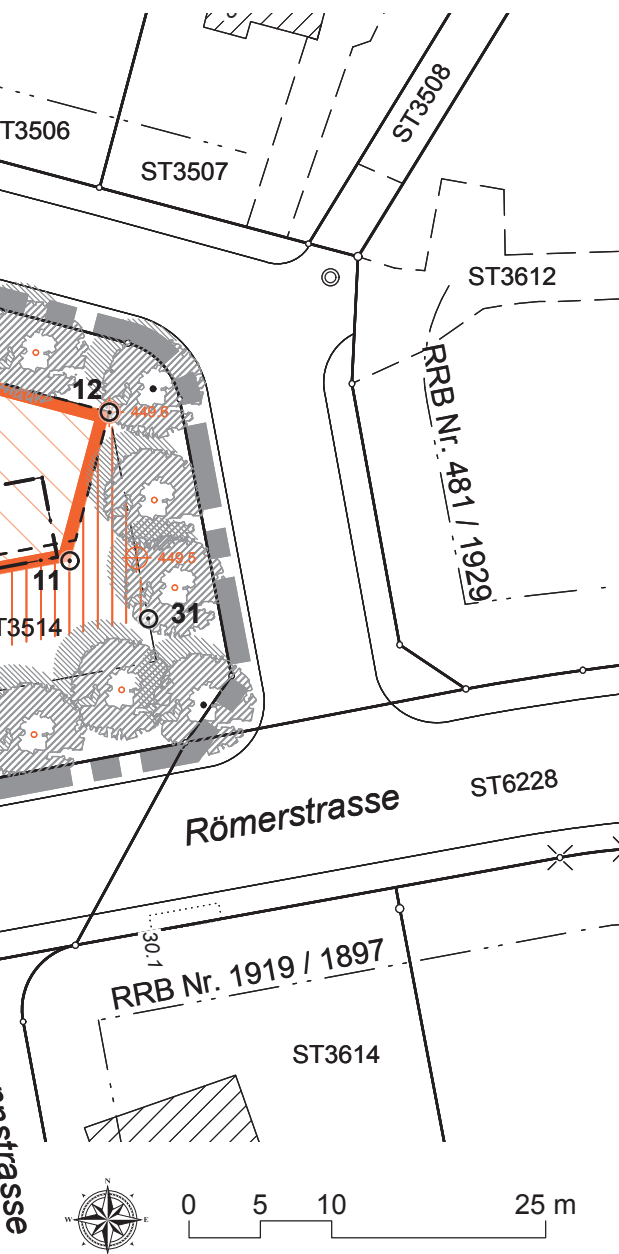 ST3508
T3506
ST3507
ST3612
12
449.6
RRB Nr. 481 / 1929
449.5
11
31
T3514
ST6228
Römerstrasse
30.1
RRB Nr. 1919 / 1897
ST3614
nstrasse
N
W
E
S
0 5 10 25 m